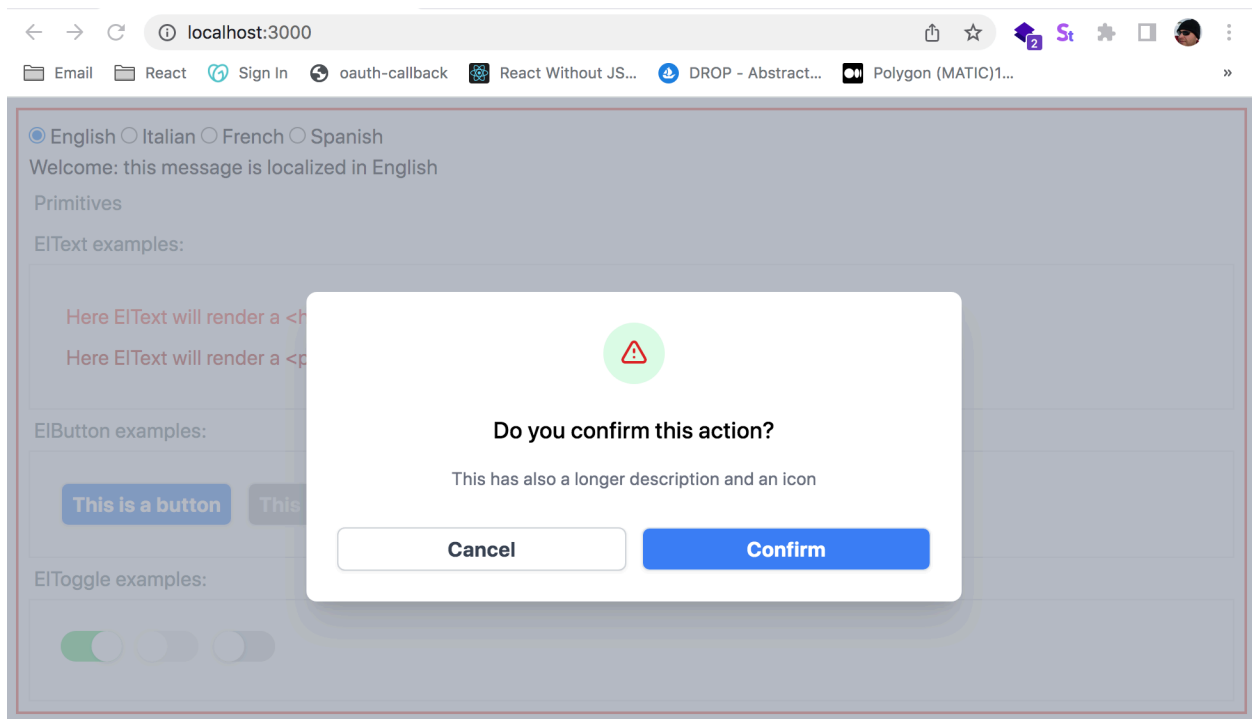 localhost:3000
2
St
Email React Sign In oauth-callback React Without JS... DROP - Abstract... Polygon (MATIC)1... »
English Italian French Spanish
Welcome: this message is localized in English
Primitives
ElText examples:
Here ElText will render a <h
Here ElText will render a <p
Do you confirm this action?
This has also a longer description and an icon
Cancel Confirm
ElButton examples:
This is a button This
ElToggle examples: